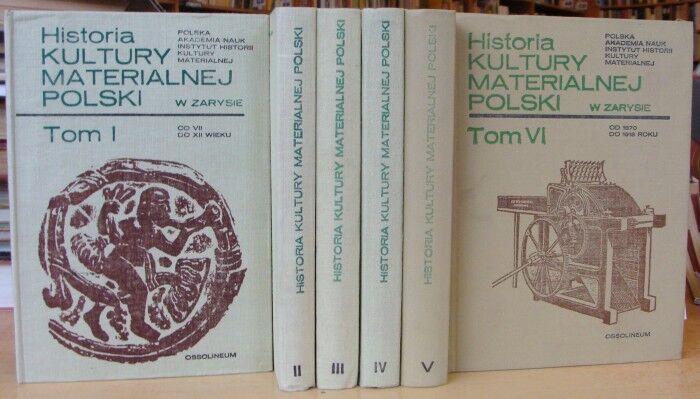 Historia
KULTURY
MATERIALNEJ
POLSKI
W ZARYSIE
POLSKA
AKADEMIA NAUK
INSTYTUT HISTORII
KULTURY
MATERIALNEJ
Tom I
OD VII
DO XII WIEKU
OSSOLINEUM
HISTORIA KULTURY MATERIALNEJ POLSKI
II
HISTORIA KULTURY MATERIALNEJ POLSKI
III
HISTORIA KULTURY MATERIALNEJ POLSKI
IV
HISTORIA KULTURY MATERIALNEJ POLSKI
V
Historia
KULTURY
MATERIALNEJ
POLSKI
W ZARYSIE
POLSKA
AKADEMIA NAUK
INSTYTUT HISTORII
KULTURY
MATERIALNEJ
Tom VI
OD 1870
DO 1918 ROKU
OSSOLINEUM